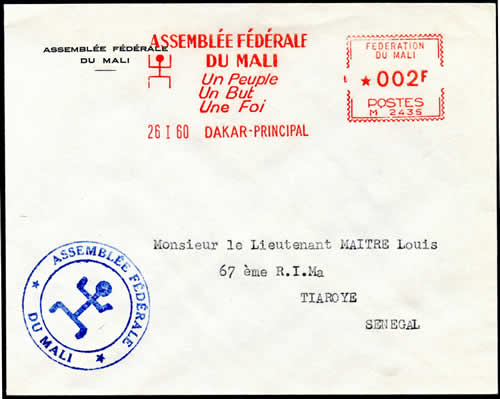 ASSEMBLÉE FÉDÉRALE
DU MALI
ASSEMBLÉE FÉDÉRALE
DU MALI
Un Peuple
Un But
Une Foi
26 I 60 DAKAR-PRINCIPAL
FEDERATION
DU MALI
★002F
POSTES
M 2435
Monsieur le Lieutenant MAITRE Louis
67 ème R.I.Ma
TIAROYE
SENEGAL
ASSEMBLÉE FÉDÉRALE
★ DU MALI ★